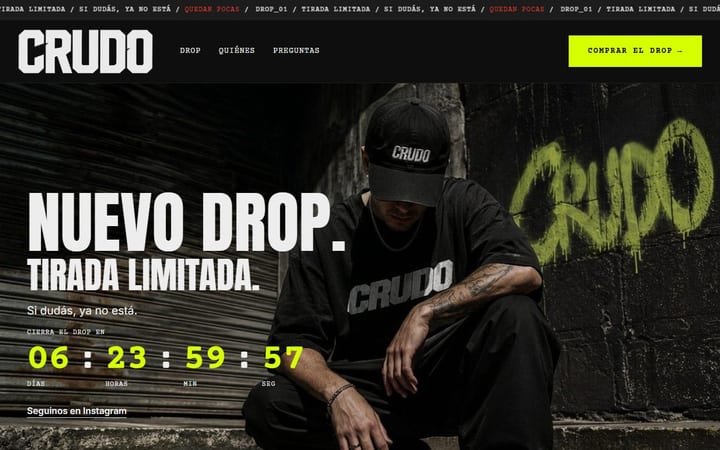 TIRADA LIMITADA / SI DUDÁS, YA NO ESTÁ / QUEDAN POCAS / DROP_01 / TIRADA LIMITADA / SI DUDÁS, YA NO ESTÁ / QUEDAN POCAS / DROP_01 / TIRADA LIMITADA / SI
CRUDO
DROP QUIÉNES PREGUNTAS
COMPRAR EL DROP →
CRUDO
CRUDO
NUEVO DROP.
TIRADA LIMITADA.
CRUDO
Si dudás, ya no está.
CIERRA EL DROP EN
06 : 23 : 59 : 57
DÍAS HORAS MIN SEG
Seguinos en Instagram